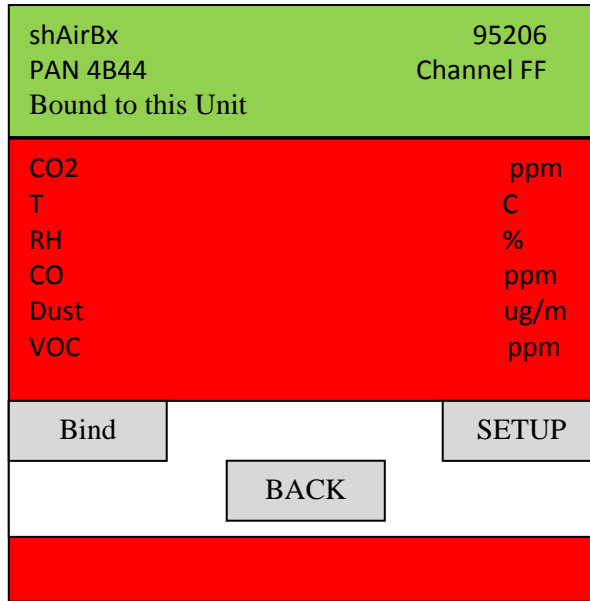 shAirBx 95206
PAN 4B44 Channel FF
Bound to this Unit
CO2 ppm
T C
RH %
CO ppm
Dust ug/m
VOC ppm
Bind SETUP
BACK